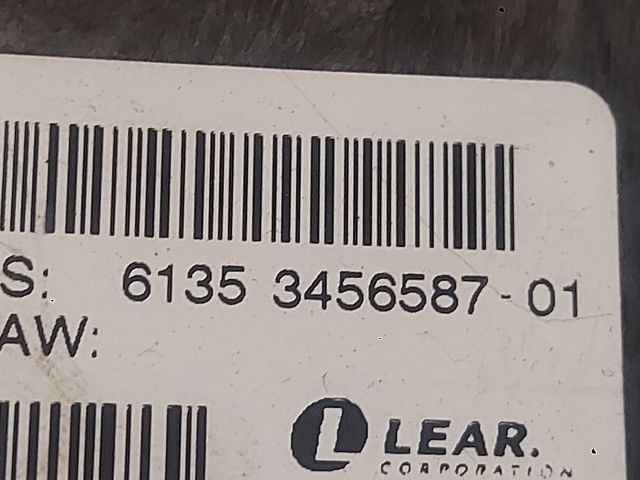 S: 6135 3456587-01
AW:
LEAR.
CORPORATION